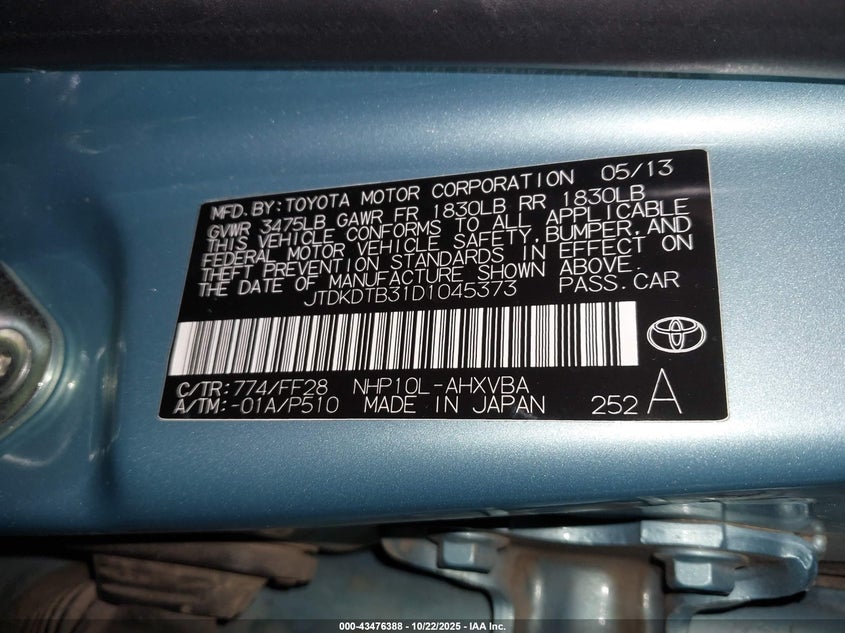 MFD. BY: TOYOTA MOTOR CORPORATION 05/13
GVWR 3475LB GAWR FR 1830LB RR 1830LB
THIS VEHICLE CONFORMS TO ALL APPLICABLE
FEDERAL MOTOR VEHICLE SAFETY, BUMPER, AND
THEFT PREVENTION STANDARDS IN EFFECT ON
THE DATE OF MANUFACTURE SHOWN ABOVE.
JTDKDTB31D1045373 PASS. CAR
C/TR: 774/FF28 NHP10L-AHXVBA
A/TM: -01A/P510 MADE IN JAPAN 252 A
000-43476388 - 10/22/2025 - IAA Inc.